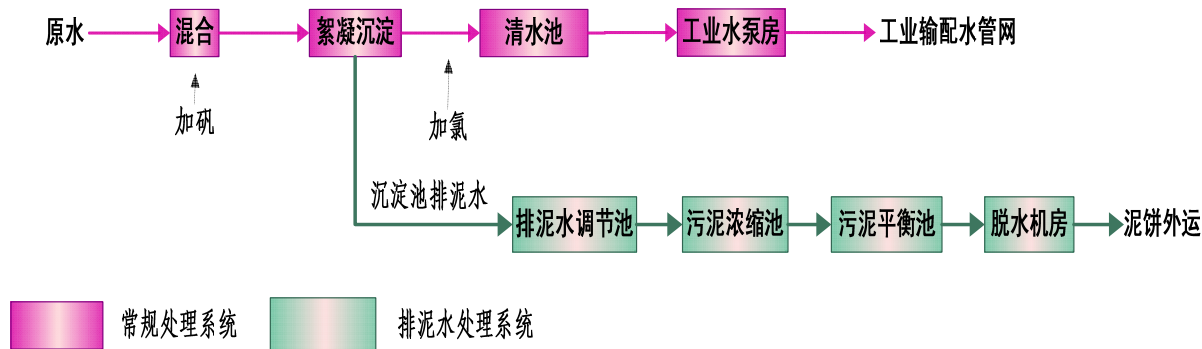 原水
混合
絮凝沉淀
清水池
工业水泵房
工业输配水管网
加矾
加氯
沉淀池排泥水
排泥水调节池
污泥浓缩池
污泥平衡池
脱水机房
泥饼外运
常规处理系统
排泥水处理系统